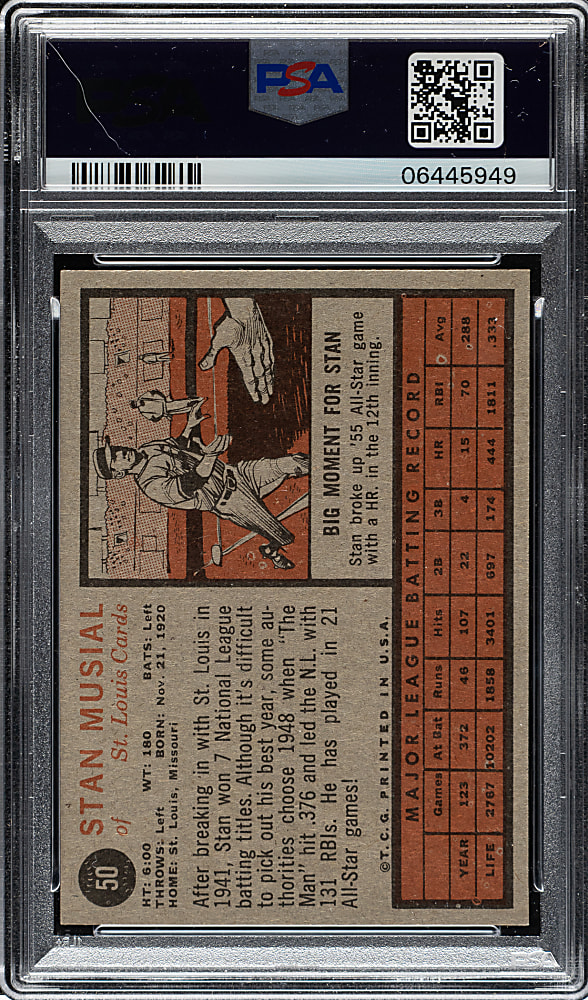 PSA
06445949
50
STAN MUSIAL
of St. Louis Cards
HT: 6:00 WT: 180 BATS: Left
THROWS: Left BORN: Nov. 21, 1920
HOME: St. Louis, Missouri
After breaking in with St. Louis in
1941, Stan won 7 National League
batting titles. Although it's difficult
to pick out his best year, some au-
thorities choose 1948 when "The
Man" hit .376 and led the N.L. with
131 RBIs. He has played in 21
All-Star games!
BIG MOMENT FOR STAN
Stan broke up '55 All-Star game
with a HR. in the 12th inning.
©T.C.G. PRINTED IN U.S.A.
MAJOR LEAGUE BATTING RECORD
Games At Bat Runs Hits 2B 3B HR RBI Avg
YEAR 123 372 46 107 22 4 15 70 .288
LIFE 2767 10202 1858 3401 697 174 444 1811 .333